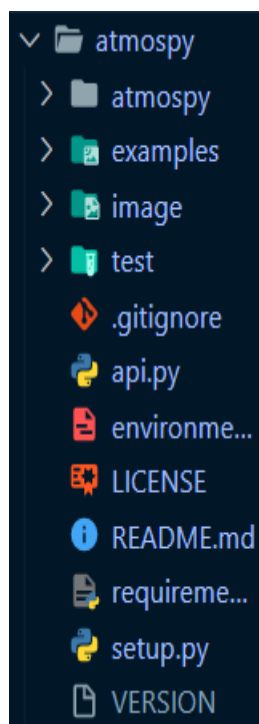 atmospy
atmospy
examples
image
test
.gitignore
api.py
environme...
LICENSE
README.md
requireme...
setup.py
VERSION